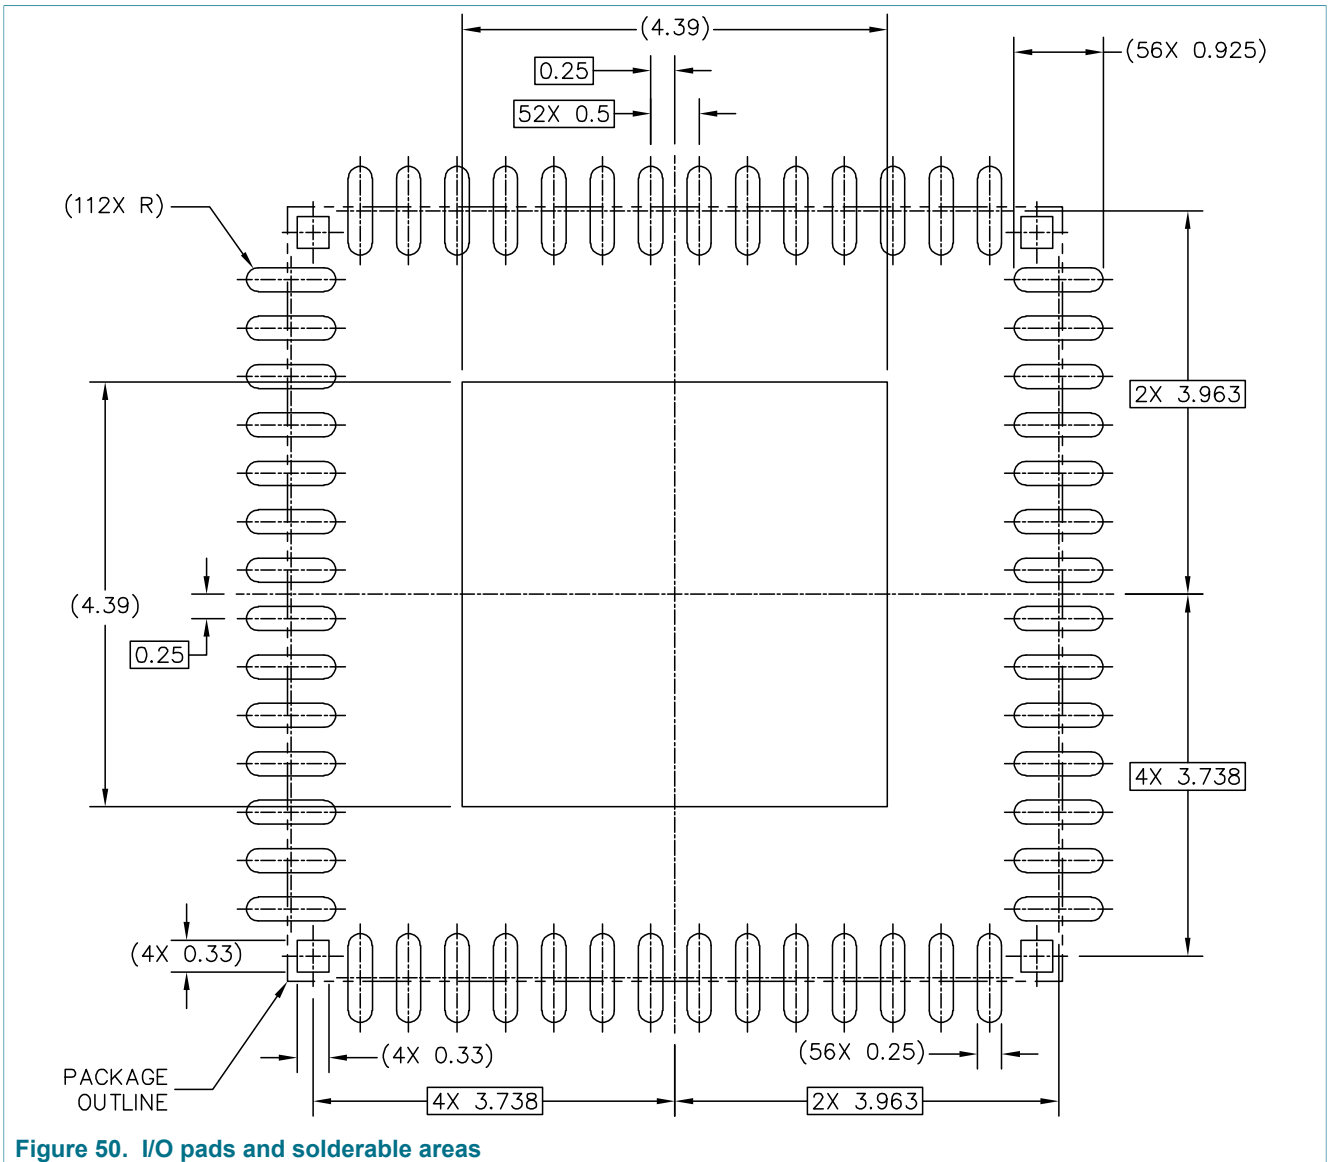 (4.39)
(56X 0.925)
0.25
52X 0.5
(112X R)
2X 3.963
(4.39)
0.25
4X 3.738
(4X 0.33)
(4X 0.33)
(56X 0.25)
PACKAGE
OUTLINE
4X 3.738
2X 3.963
Figure 50. I/O pads and solderable areas